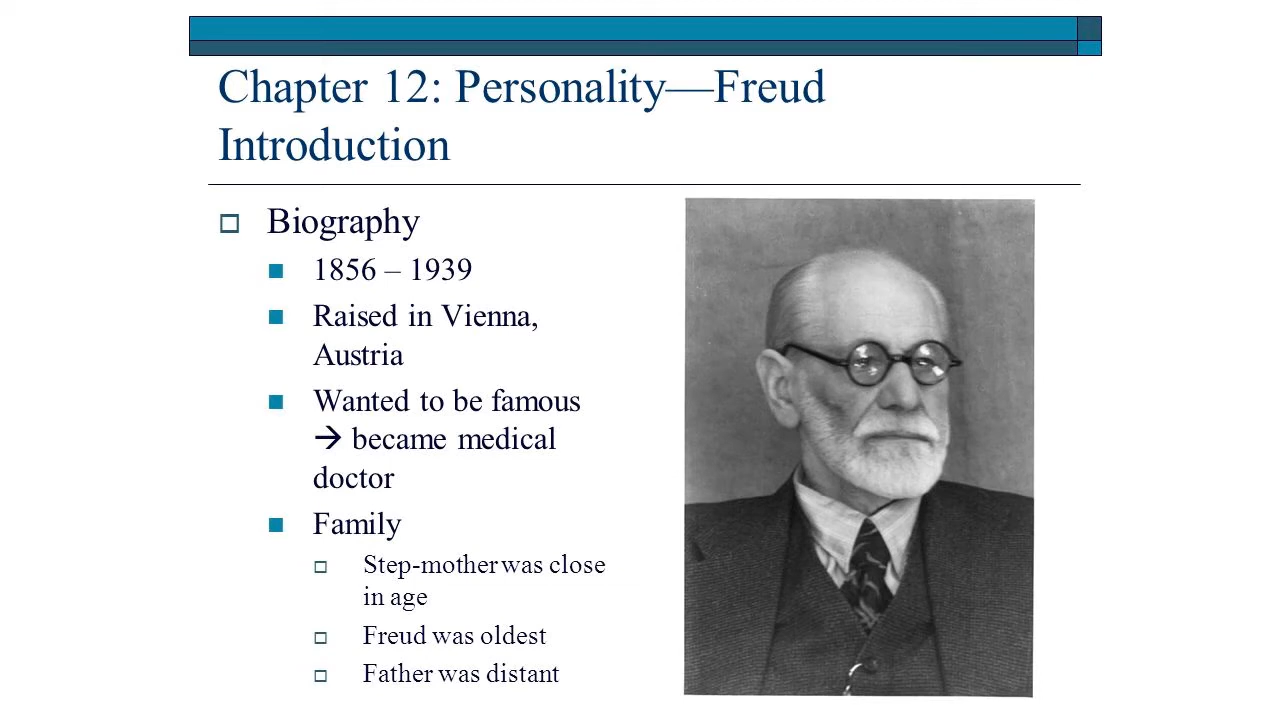 Chapter 12: Personality—Freud
Introduction
Biography
1856 – 1939
Raised in Vienna,
Austria
Wanted to be famous
→ became medical
doctor
Family
Step-mother was close
in age
Freud was oldest
Father was distant